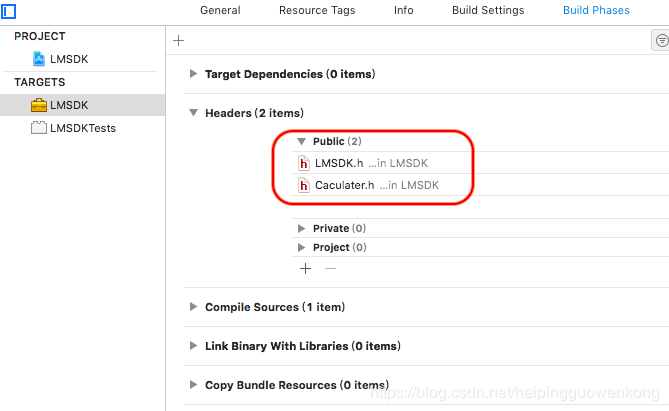 General Resource Tags Info Build Settings Build Phases
PROJECT
LMSDK
TARGETS
LMSDK
LMSDKTests
Target Dependencies (0 items)
Headers (2 items)
Public (2)
h LMSDK.h ...in LMSDK
h Caculater.h ...in LMSDK
Private (0)
Project (0)
Compile Sources (1 item)
Link Binary With Libraries (0 items)
Copy Bundle Resources (0 items)
https://blog.csdn.net/heipingguowenkong